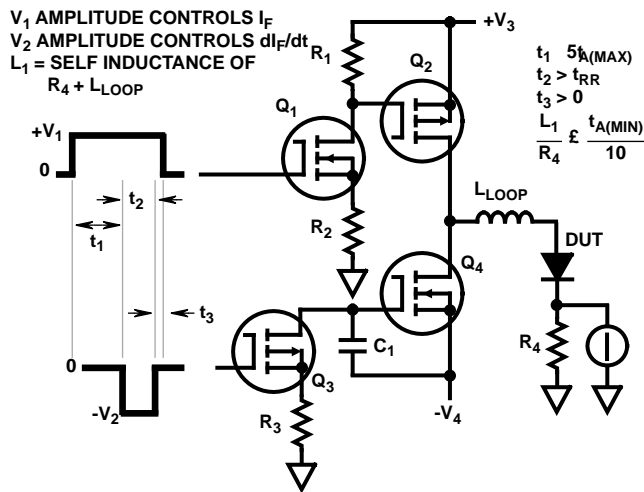 V1 AMPLITUDE CONTROLS IF
V2 AMPLITUDE CONTROLS dIF/dt
L1 = SELF INDUCTANCE OF
R4 + LLOOP
+V1
0
t2
t1
t3
0
-V2
R1
Q1
Q2
+V3
R2
Q4
Q3
C1
R3
-V4
LLOOP
DUT
R4
t1 5tA(MAX)
t2 > tRR
t3 > 0
L1/R4 £ tA(MIN)/10